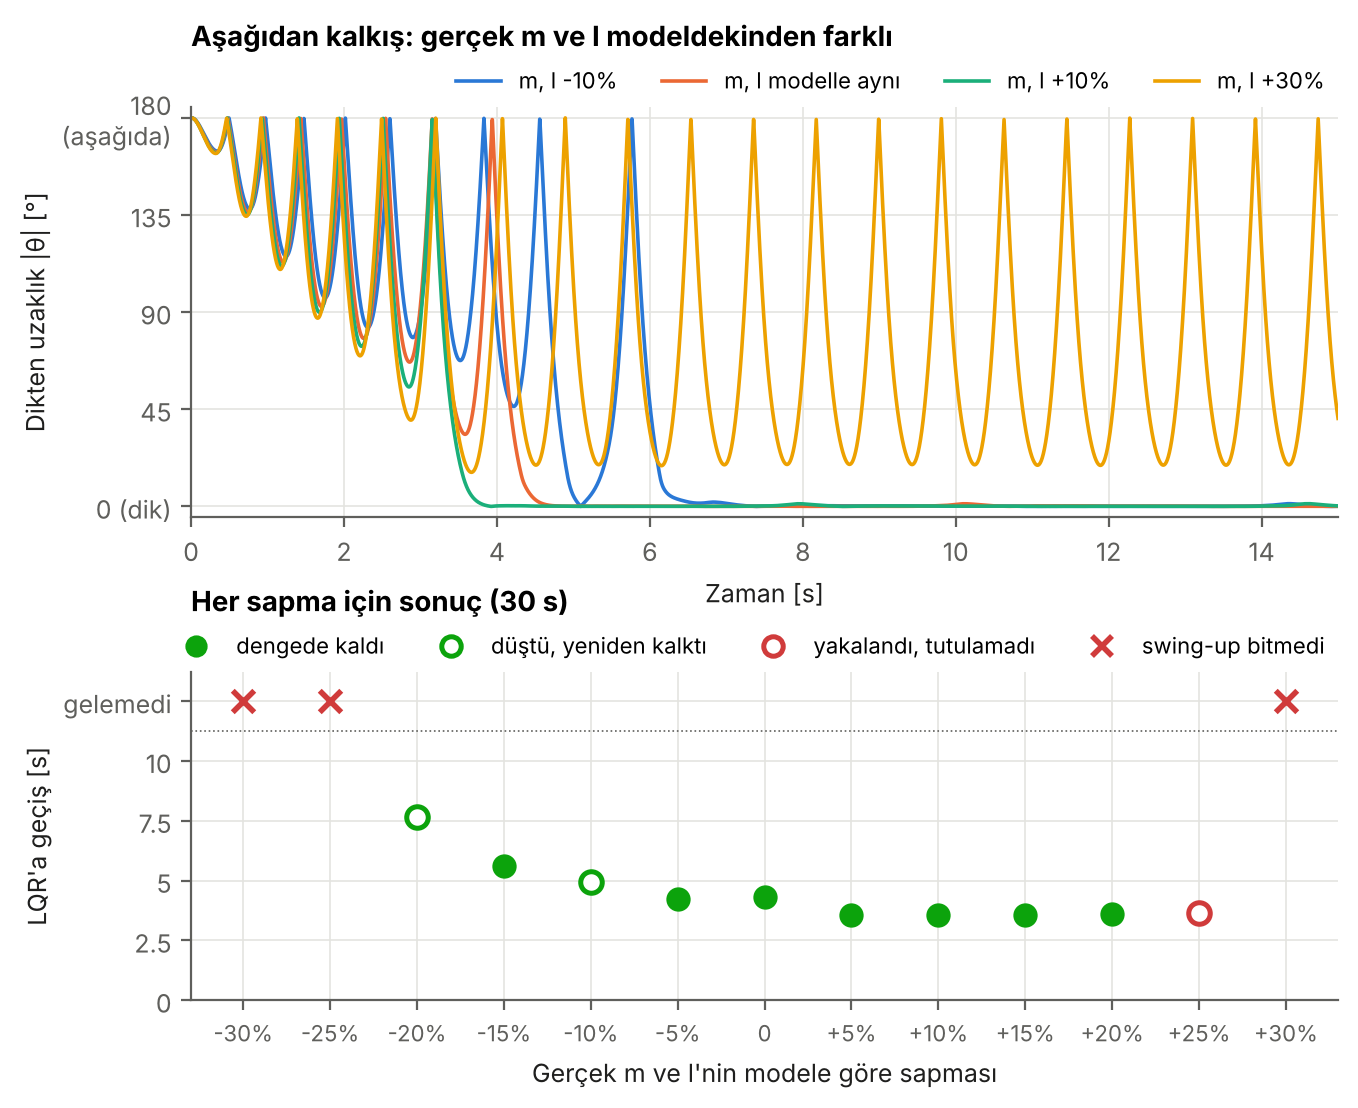 Aşağıdan kalkış: gerçek m ve l modeldekinden farklı
m, l -10%
m, l modelle aynı
m, l +10%
m, l +30%
180
(aşağıda)
135
90
45
0 (dik)
Dikten uzaklık |θ| [°]
0
2
4
6
8
10
12
14
Zaman [s]
Her sapma için sonuç (30 s)
dengede kaldı
düştü, yeniden kalktı
yakalandı, tutulamadı
swing-up bitmedi
gelemedi
10
7.5
5
2.5
0
LQR'a geçiş [s]
-30%
-25%
-20%
-15%
-10%
-5%
0
+5%
+10%
+15%
+20%
+25%
+30%
Gerçek m ve l'nin modele göre sapması